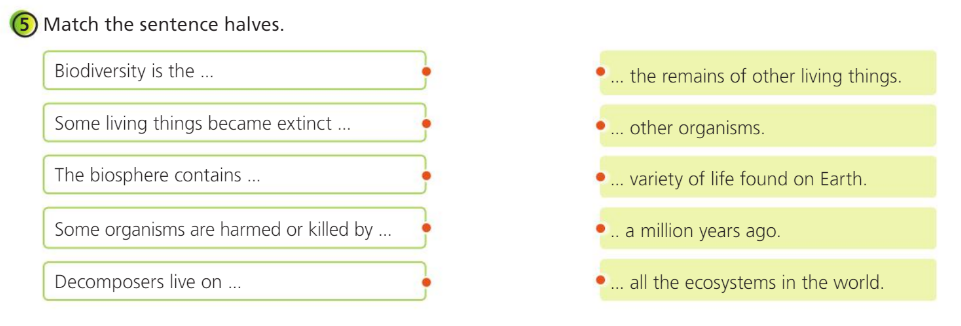 5 Match the sentence halves.
Biodiversity is the ...
... the remains of other living things.
Some living things became extinct ...
... other organisms.
The biosphere contains ...
... variety of life found on Earth.
Some organisms are harmed or killed by ...
.. a million years ago.
Decomposers live on ...
... all the ecosystems in the world.